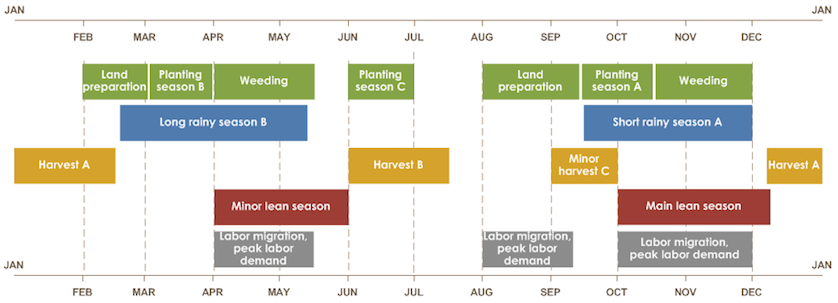 JAN
JAN
FEB MAR APR MAY JUN JUL AUG SEP OCT NOV DEC
Land
preparation
Planting
season B
Weeding
Planting
season C
Land
preparation
Planting
season A
Weeding
Long rainy season B
Short rainy season A
Harvest A
Harvest B
Minor
harvest C
Harvest A
Minor lean season
Main lean season
Labor migration,
peak labor
demand
Labor migration,
peak labor
demand
Labor migration,
peak labor demand
JAN
JAN
FEB MAR APR MAY JUN JUL AUG SEP OCT NOV DEC